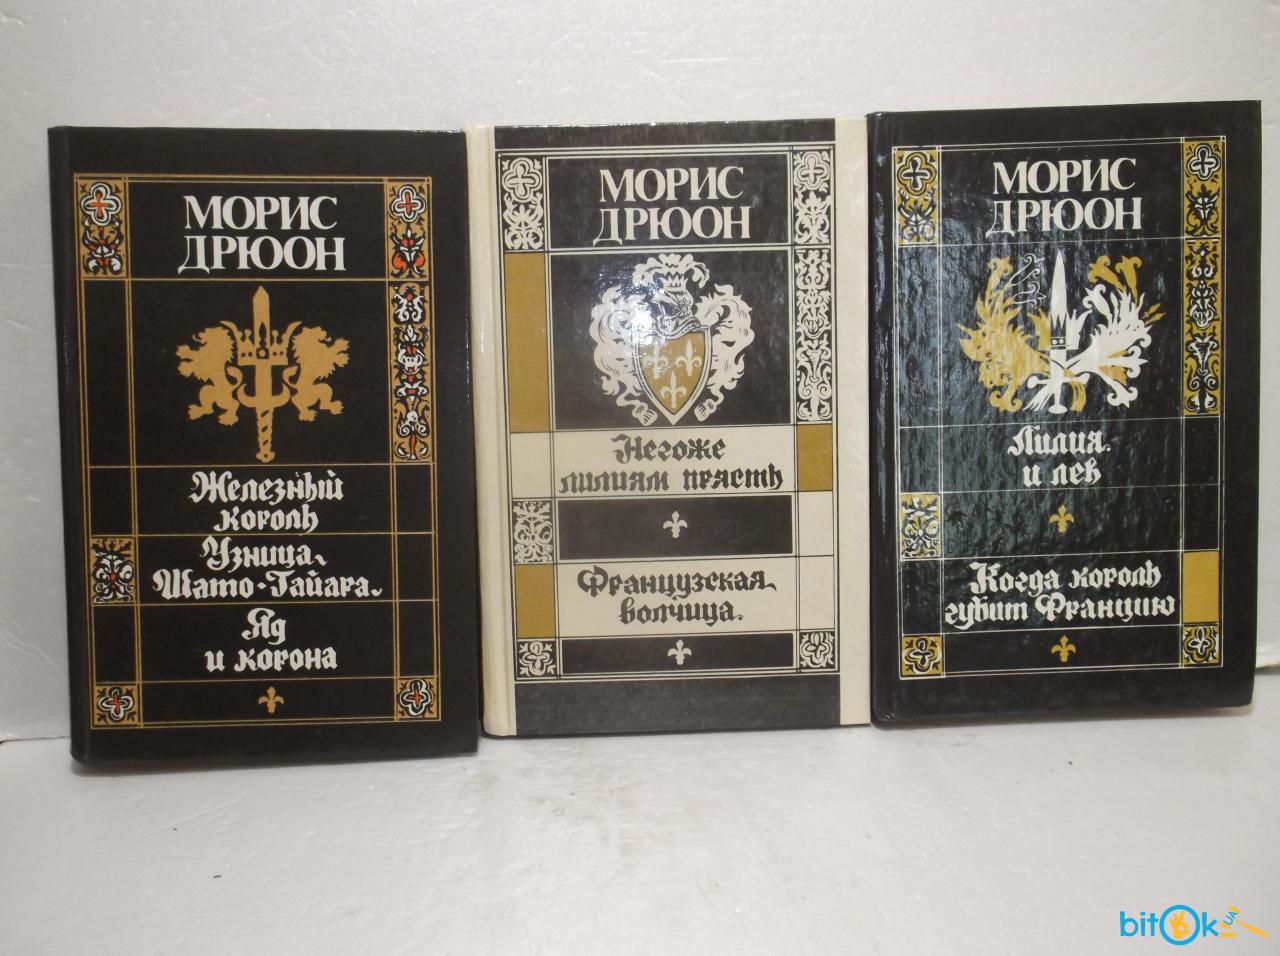 МОРИС
ДРЮОН
Железный
король
Узница
Шато-Гайара
Яд
и корона
МОРИС
ДРЮОН
Негоже
лилиям прясть
Французская
волчица
МОРИС
ДРЮОН
Лилия
и лев
Когда король
губит Францию
bitOk UA